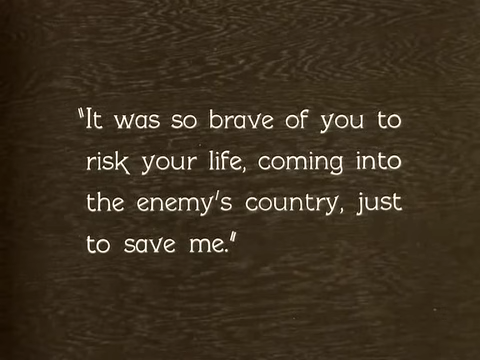 "It was so brave of you to
risk your life, coming into
the enemy's country, just
to save me."